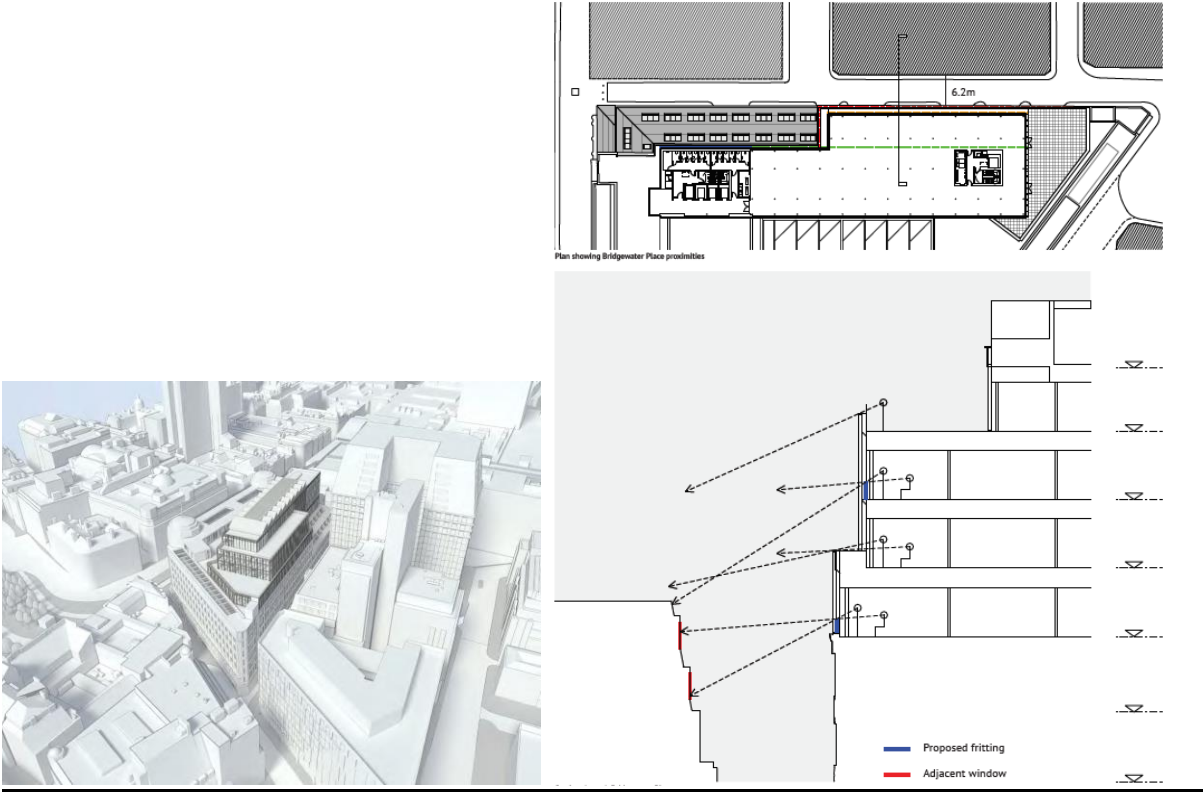 6.2m
Plan showing Bridgewater Place proximities
Proposed fritting
Adjacent window